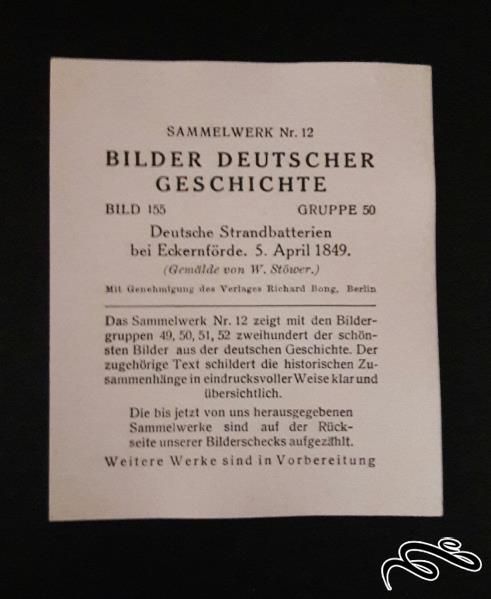 SAMMELWERK Nr. 12
BILDER DEUTSCHER
GESCHICHTE
BILD 155 GRUPPE 50
Deutsche Strandbatterien
bei Eckernförde. 5. April 1849.
(Gemälde von W. Stöwer.)
Mit Genehmigung des Verlages Richard Bong, Berlin
Das Sammelwerk Nr. 12 zeigt mit den Bilder-
gruppen 49, 50, 51, 52 zweihundert der schön-
sten Bilder aus der deutschen Geschichte. Der
zugehörige Text schildert die historischen Zu-
sammenhänge in eindrucksvoller Weise klar und
übersichtlich.
Die bis jetzt von uns herausgegebenen
Sammelwerke sind auf der Rück-
seite unserer Bilderschecks aufgezählt.
Weitere Werke sind in Vorbereitung